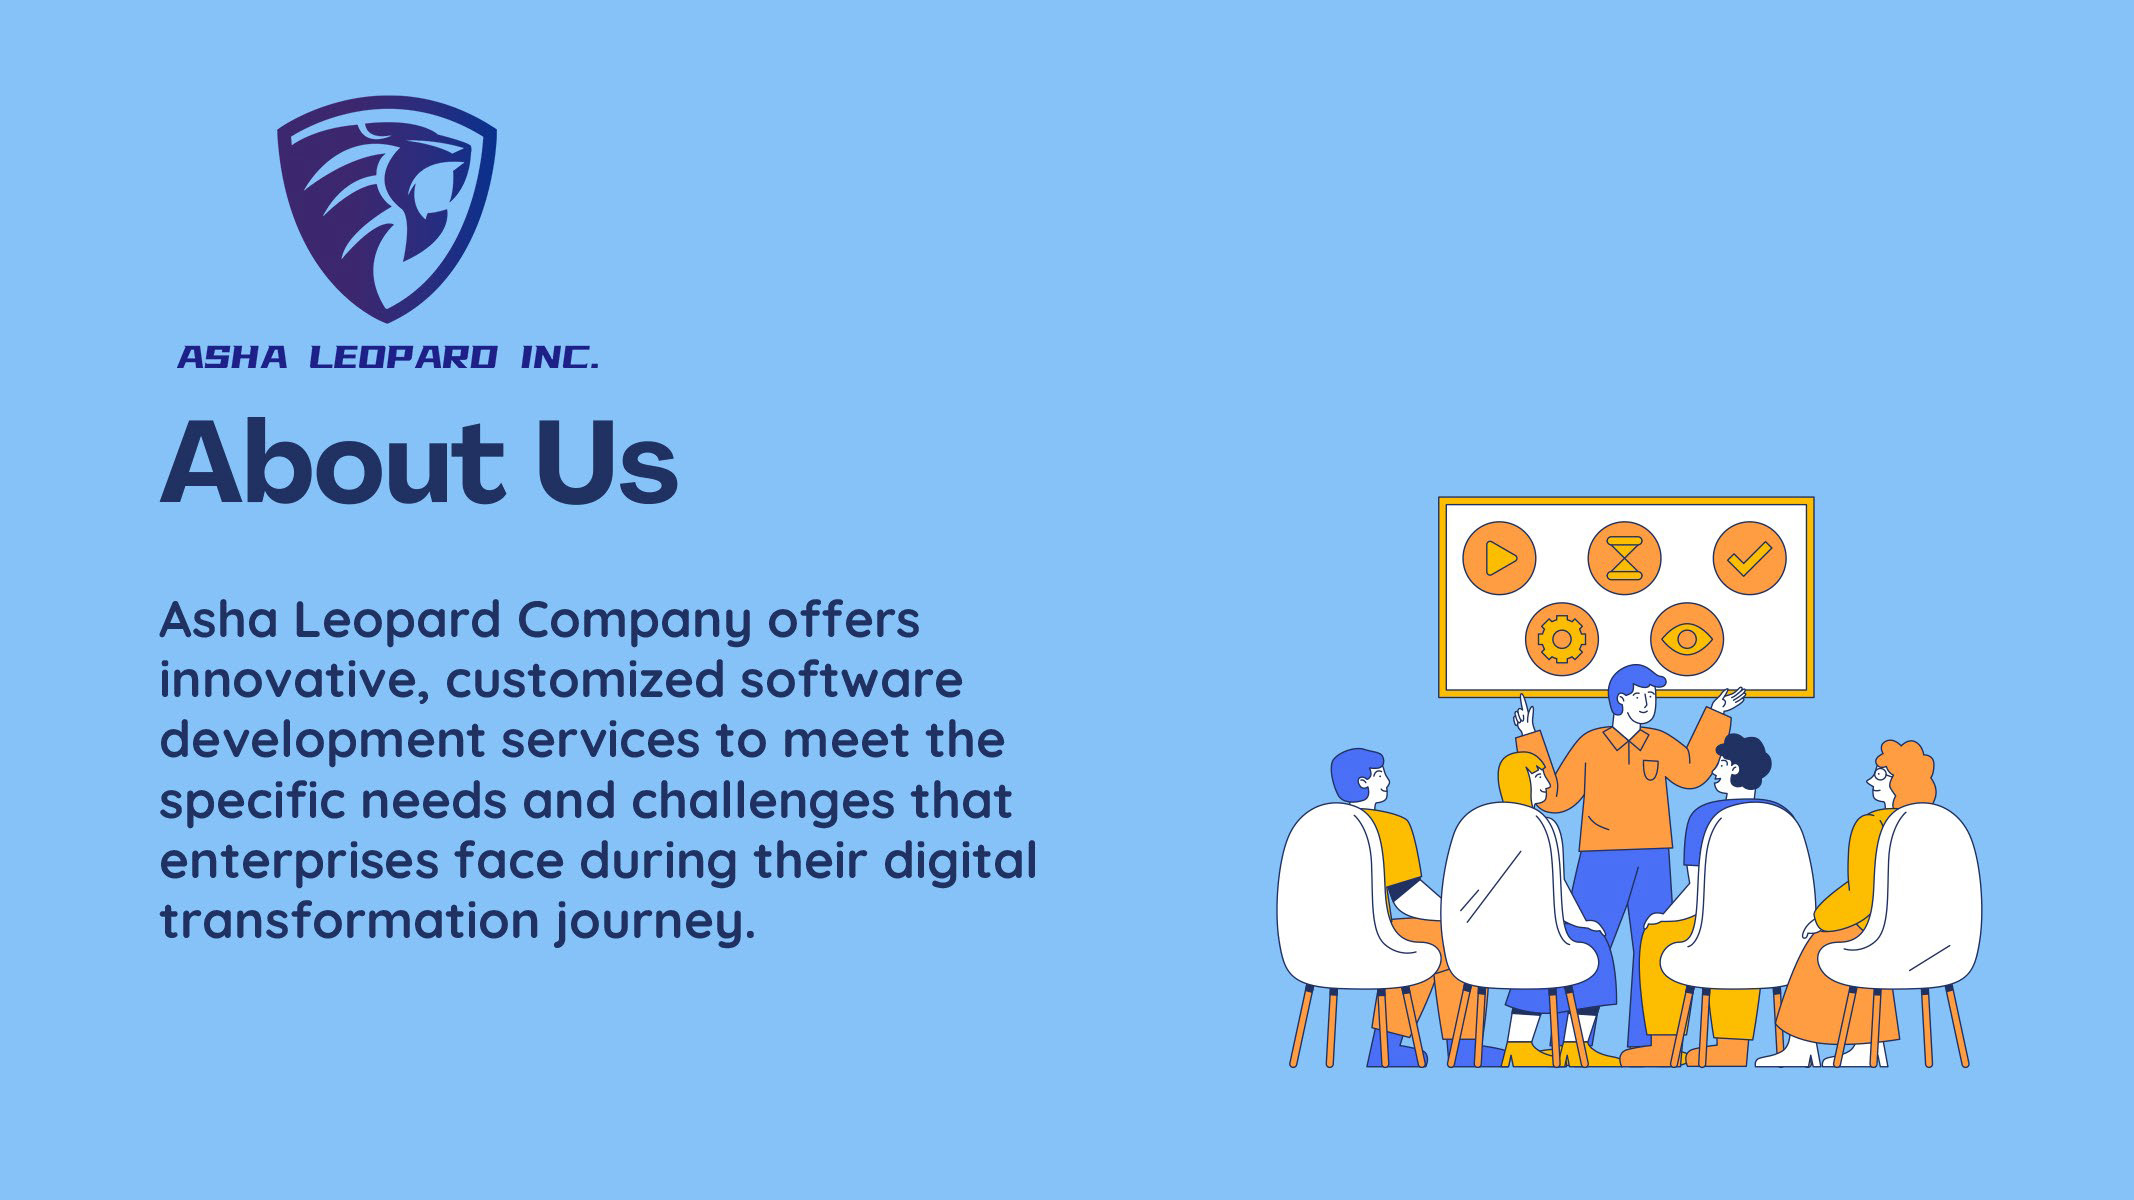 ASHA LEOPARD INC.
About Us
Asha Leopard Company offers
innovative, customized software
development services to meet the
specific needs and challenges that
enterprises face during their digital
transformation journey.